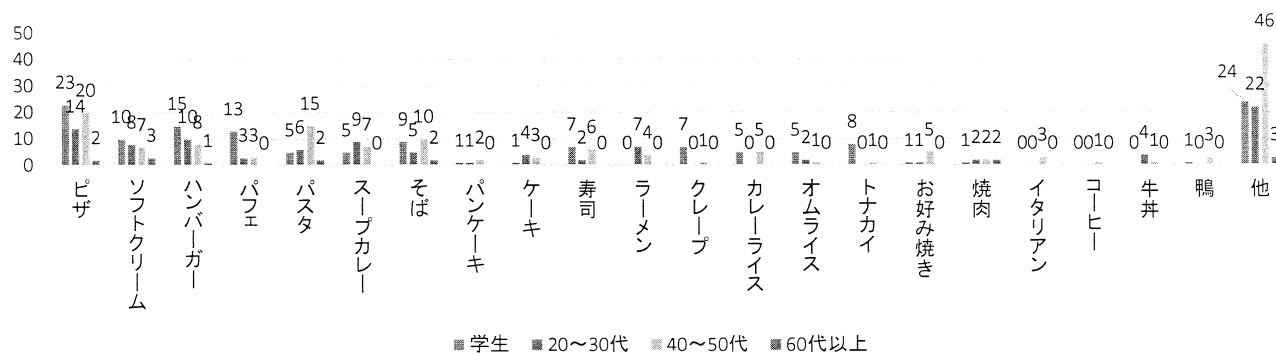 50
40
30
20
10
0
23 14 20 2
10 8 7 3
15 10 8 1
13 3 3 0
5 6 15 2
5 9 7 0
9 5 10 2
1 1 2 0
1 4 3 0
7 2 6 0
0 7 4 0
7 0 1 0
5 0 5 0
5 2 1 0
8 0 1 0
1 1 5 0
1 2 2 2
0 0 3 0
0 0 1 0
0 4 1 0
1 0 3 0
24 22 46 3
ピザ
ソフトクリーム
ハンバーガー
パフェ
パスタ
スープカレー
そば
パンケーキ
ケーキ
寿司
ラーメン
クレープ
カレーライス
オムライス
トナカイ
お好み焼き
焼肉
イタリアン
コーヒー
牛丼
鴨
他
学生 20～30代 40～50代 60代以上